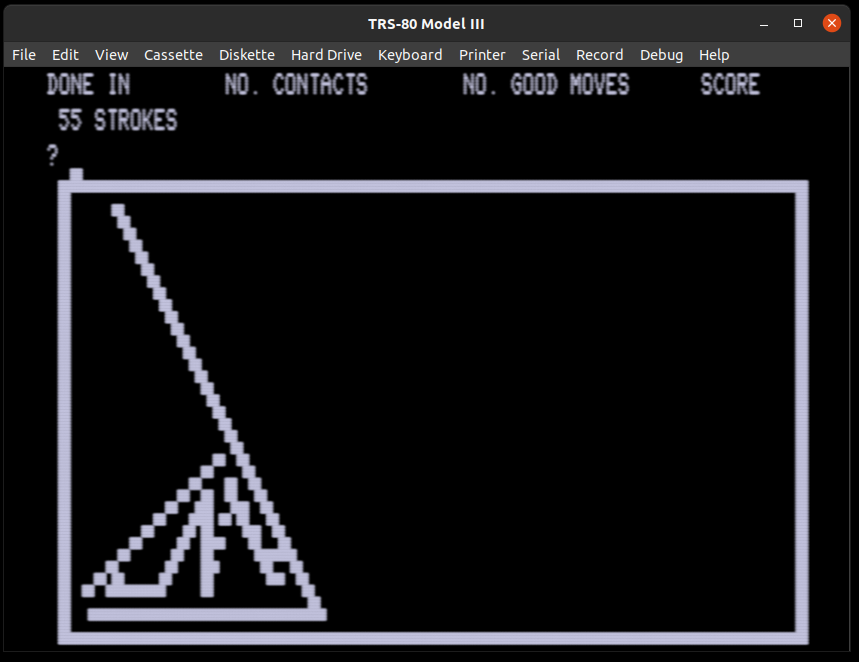 TRS-80 Model III
File Edit View Cassette Diskette Hard Drive Keyboard Printer Serial Record Debug Help
DONE IN NO. CONTACTS NO. GOOD MOVES SCORE
55 STROKES
?